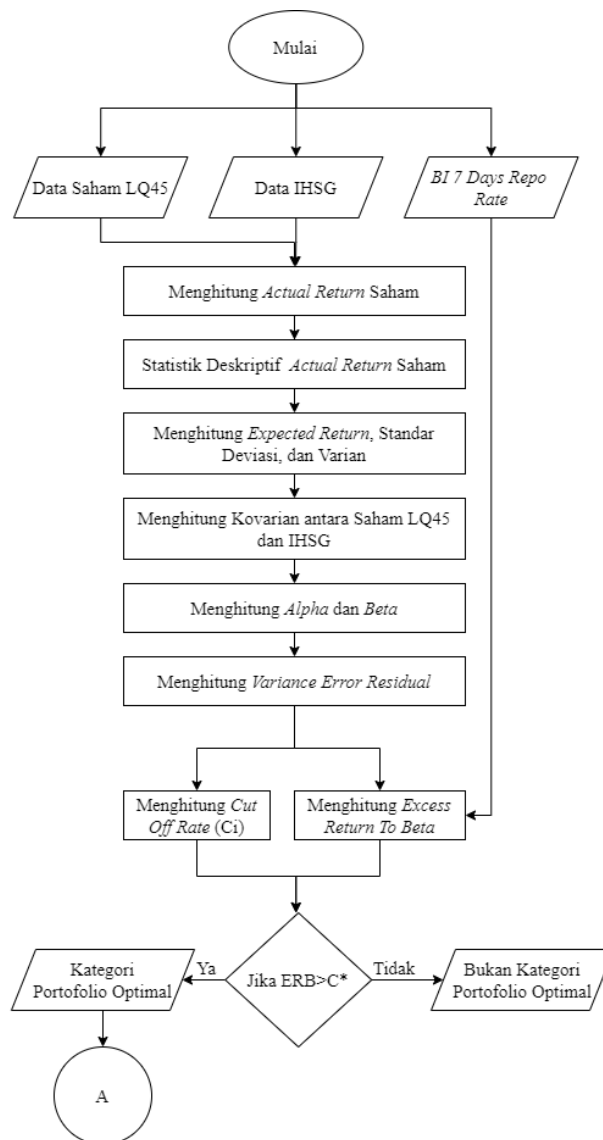 Mulai
Data Saham LQ45
Data IHSG
BI 7 Days Repo
Rate
Menghitung Actual Return Saham
Statistik Deskriptif Actual Return Saham
Menghitung Expected Return, Standar
Deviasi, dan Varian
Menghitung Kovarian antara Saham LQ45
dan IHSG
Menghitung Alpha dan Beta
Menghitung Variance Error Residual
Menghitung Cut
Off Rate (Ci)
Menghitung Excess
Return To Beta
Kategori
Portofolio Optimal
Ya
Jika ERB>C*
Tidak
Bukan Kategori
Portofolio Optimal
A